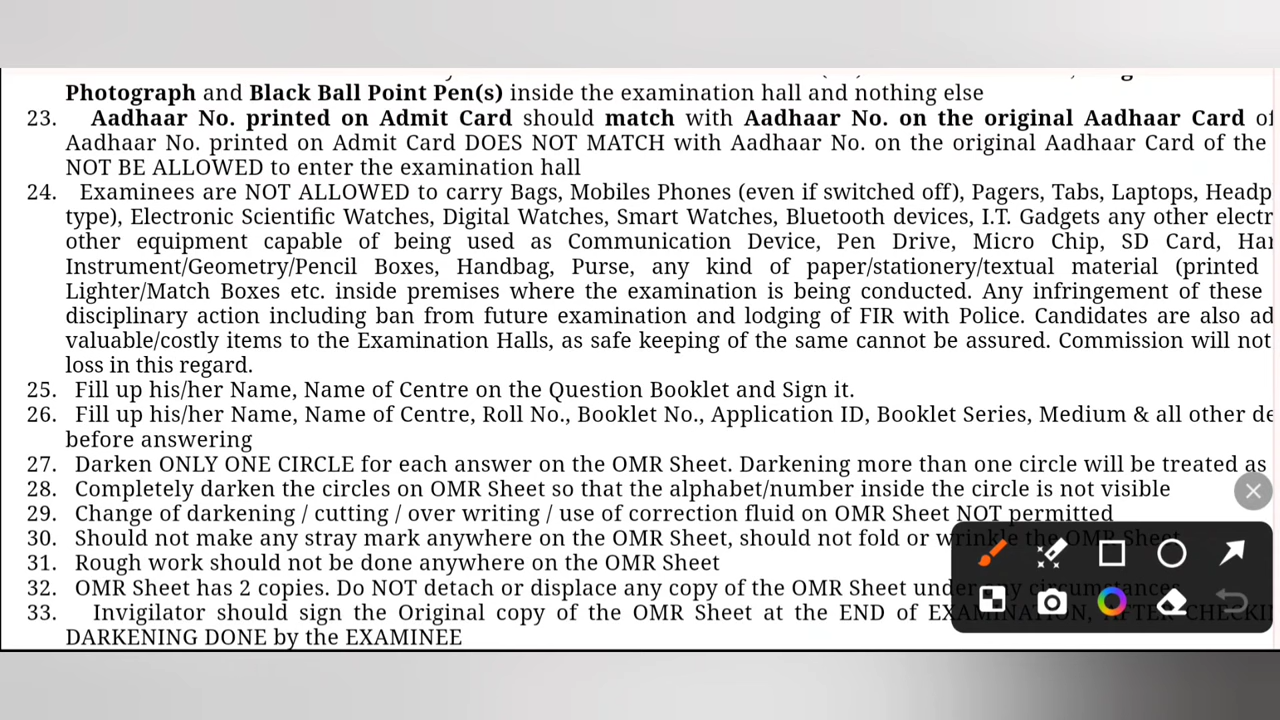 Photograph and Black Ball Point Pen(s) inside the examination hall and nothing else
23. Aadhaar No. printed on Admit Card should match with Aadhaar No. on the original Aadhaar Card of
Aadhaar No. printed on Admit Card DOES NOT MATCH with Aadhaar No. on the original Aadhaar Card of the
NOT BE ALLOWED to enter the examination hall
24. Examinees are NOT ALLOWED to carry Bags, Mobiles Phones (even if switched off), Pagers, Tabs, Laptops,
type), Electronic Scientific Watches, Digital Watches, Smart Watches, Bluetooth devices, I.T. Gadgets any other
other equipment capable of being used as Communication Device, Pen Drive, Micro Chip, SD Card,
Instrument/Geometry/Pencil Boxes, Handbag, Purse, any kind of paper/stationery/textual material (printed
Lighter/Match Boxes etc. inside premises where the examination is being conducted. Any infringement of these
disciplinary action including ban from future examination and lodging of FIR with Police. Candidates are also
valuable/costly items to the Examination Halls, as safe keeping of the same cannot be assured. Commission will not
loss in this regard.
25. Fill up his/her Name, Name of Centre on the Question Booklet and Sign it.
26. Fill up his/her Name, Name of Centre, Roll No., Booklet No., Application ID, Booklet Series, Medium & all other
before answering
27. Darken ONLY ONE CIRCLE for each answer on the OMR Sheet. Darkening more than one circle will be treated as
28. Completely darken the circles on OMR Sheet so that the alphabet/number inside the circle is not visible
29. Change of darkening / cutting / over writing / use of correction fluid on OMR Sheet NOT permitted
30. Should not make any stray mark anywhere on the OMR Sheet, should not fold or wrinkle the OMR Sheet
31. Rough work should not be done anywhere on the OMR Sheet
32. OMR Sheet has 2 copies. Do NOT detach or displace any copy of the OMR Sheet under any circumstances
33. Invigilator should sign the Original copy of the OMR Sheet at the END of EXAMINATION, AFTER
DARKENING DONE by the EXAMINEE